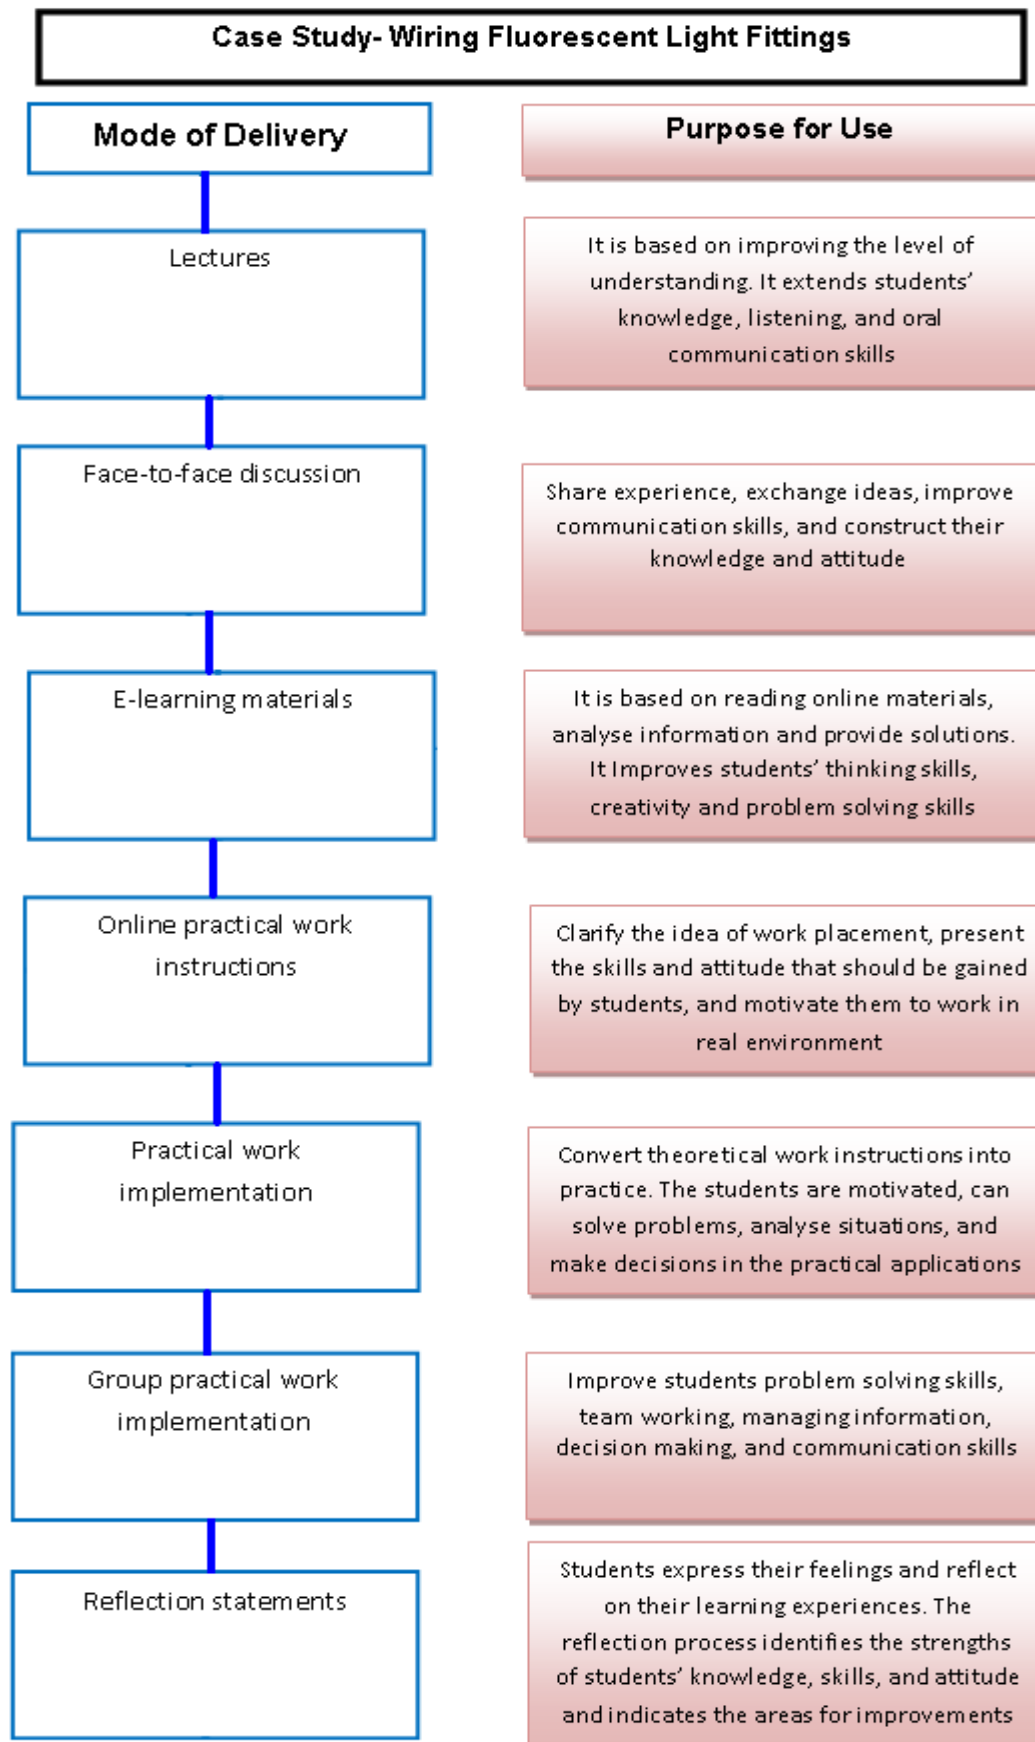 Case Study- Wiring Fluorescent Light Fittings
Mode of Delivery
Purpose for Use
Lectures
It is based on improving the level of
understanding. It extends students’
knowledge, listening, and oral
communication skills
Face-to-face discussion
Share experience, exchange ideas, improve
communication skills, and construct their
knowledge and attitude
E-learning materials
It is based on reading online materials,
analyse information and provide solutions.
It Improves students’ thinking skills,
creativity and problem solving skills
Online practical work
instructions
Clarify the idea of work placement, present
the skills and attitude that should be gained
by students, and motivate them to work in
real environment
Practical work
implementation
Convert theoretical work instructions into
practice. The students are motivated, can
solve problems, analyse situations, and
make decisions in the practical applications
Group practical work
implementation
Improve students problem solving skills,
team working, managing information,
decision making, and communication skills
Reflection statements
Students express their feelings and reflect
on their learning experiences. The
reflection process identifies the strengths
of students’ knowledge, skills, and attitude
and indicates the areas for improvements